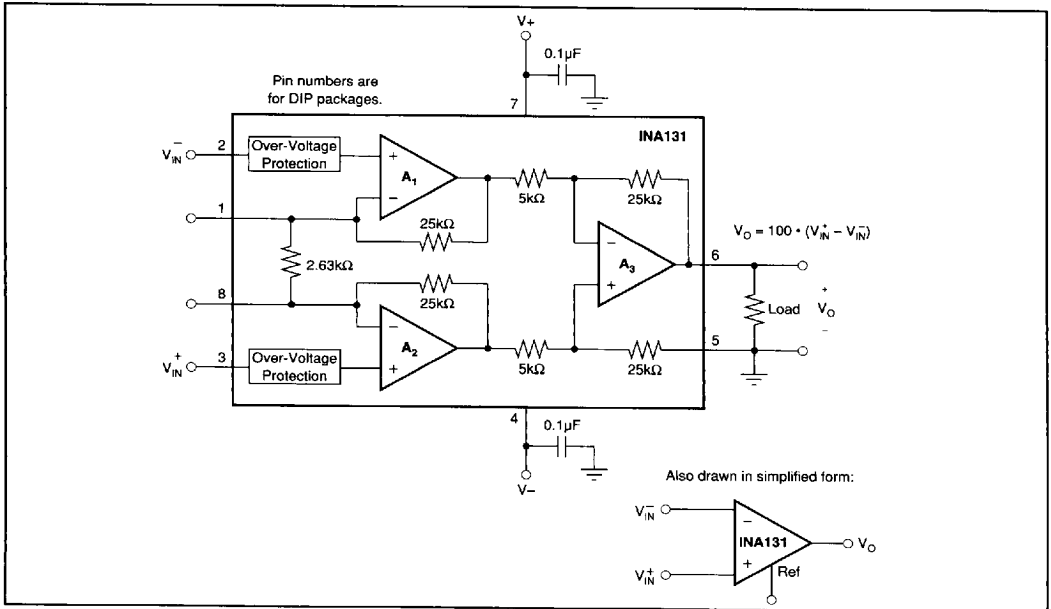 V+
0.1µF
Pin numbers are
for DIP packages.
7
INA131
2
V⁻IN
Over-Voltage
Protection
+
A1
−
5kΩ
25kΩ
1
25kΩ
VO = 100 • (V⁺IN − V⁻IN)
−
A3
+
6
2.63kΩ
Load
+
VO
−
8
25kΩ
−
A2
+
5kΩ
25kΩ
5
3
V⁺IN
Over-Voltage
Protection
4
0.1µF
V−
Also drawn in simplified form:
V⁻IN
−
INA131
VO
+
V⁺IN
Ref